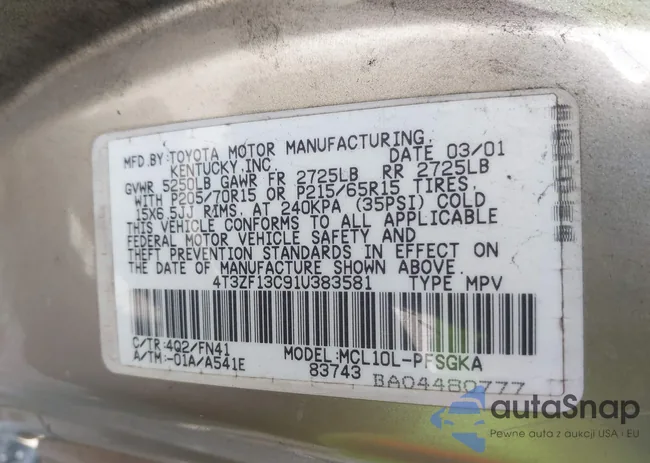 MFD.BY:TOYOTA MOTOR MANUFACTURING,
KENTUCKY,INC. DATE 03/01
GVWR 5250LB GAWR FR 2725LB RR 2725LB
WITH P205/70R15 OR P215/65R15 TIRES,
15X6.5JJ RIMS, AT 240KPA (35PSI) COLD
THIS VEHICLE CONFORMS TO ALL APPLICABLE
FEDERAL MOTOR VEHICLE SAFETY AND
THEFT PREVENTION STANDARDS IN EFFECT ON
THE DATE OF MANUFACTURE SHOWN ABOVE.
4T3ZF13C91U383581 TYPE MPV
C/TR:4Q2/FN41 MODEL:MCL10L-PFSGKA
A/TM:-01A/A541E 83743
BA04480777
autaSnap
Pewne auta z aukcji USA i EU